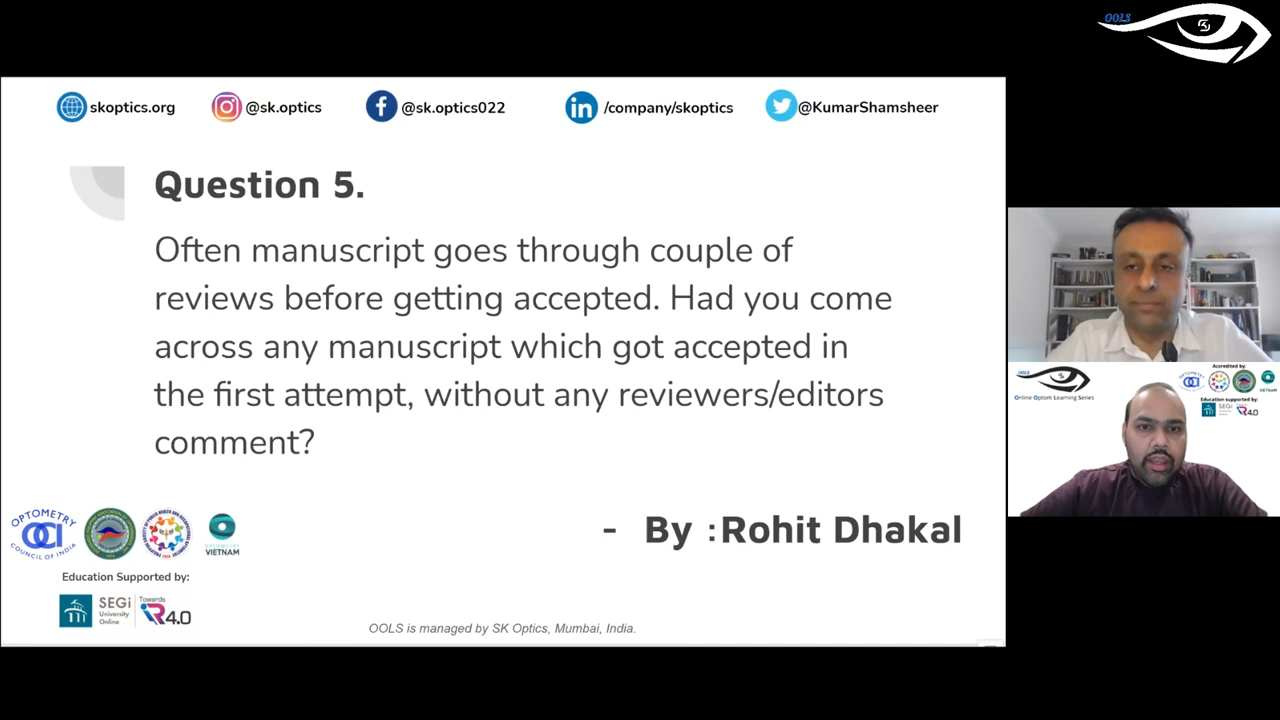 OOLS
skoptics.org
@sk.optics
@sk.optics022
/company/skoptics
@KumarShamsheer
Question 5.
Often manuscript goes through couple of
reviews before getting accepted. Had you come
across any manuscript which got accepted in
the first attempt, without any reviewers/editors
comment?
- By :Rohit Dhakal
OPTOMETRY
OCI
COUNCIL OF INDIA
OPTOMETRY
VIETNAM
Education Supported by:
SEGi
University
Online
Towards
iR4.0
OOLS is managed by SK Optics, Mumbai, India.
OOLS
Online Optom Learning Series
Accredited by:
VIETNAM
Education supported by:
SEGi
R4.0